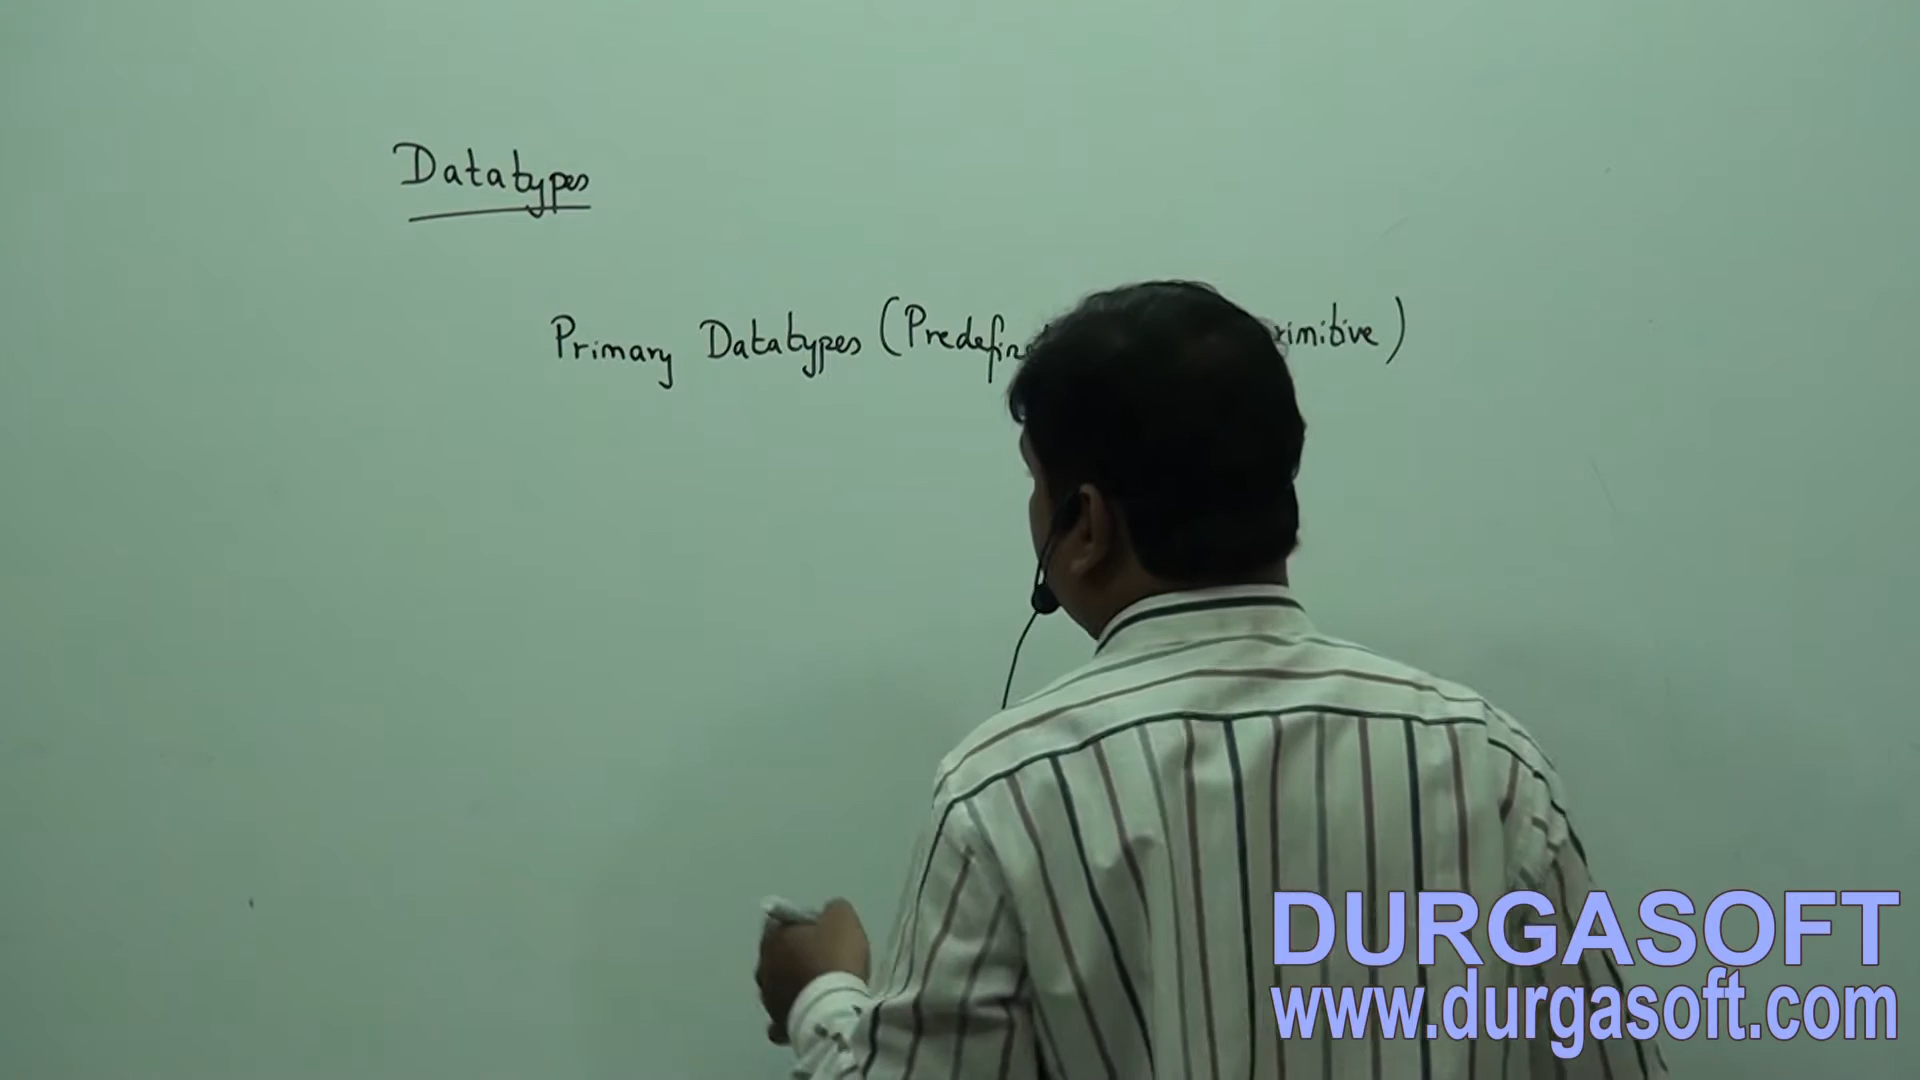 Datatypes
Primary Datatypes (Predefin rimitive)
DURGASOFT
www.durgasoft.com